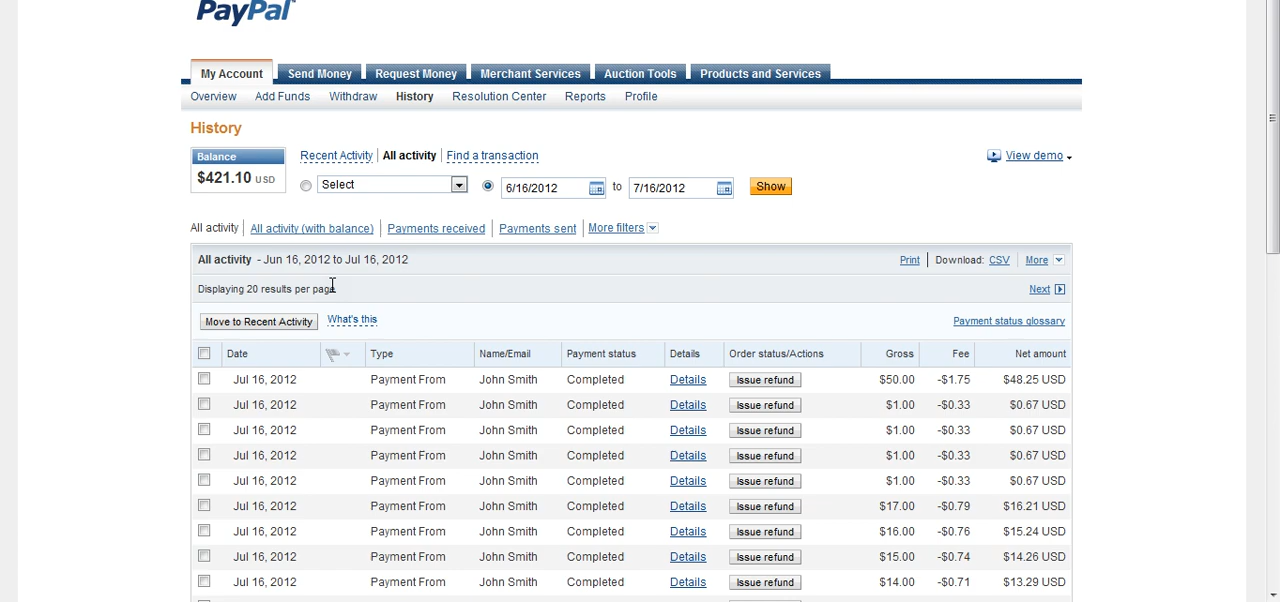 PayPal
My Account Send Money Request Money Merchant Services Auction Tools Products and Services
Overview Add Funds Withdraw History Resolution Center Reports Profile
History
Balance
$421.10 USD
Recent Activity All activity Find a transaction
View demo
Select 6/16/2012 to 7/16/2012 Show
All activity All activity (with balance) Payments received Payments sent More filters
All activity - Jun 16, 2012 to Jul 16, 2012 Print Download: CSV More
Displaying 20 results per page Next
Move to Recent Activity What's this Payment status glossary
Date Type Name/Email Payment status Details Order status/Actions Gross Fee Net amount
Jul 16, 2012 Payment From John Smith Completed Details Issue refund $50.00 -$1.75 $48.25 USD
Jul 16, 2012 Payment From John Smith Completed Details Issue refund $1.00 -$0.33 $0.67 USD
Jul 16, 2012 Payment From John Smith Completed Details Issue refund $1.00 -$0.33 $0.67 USD
Jul 16, 2012 Payment From John Smith Completed Details Issue refund $1.00 -$0.33 $0.67 USD
Jul 16, 2012 Payment From John Smith Completed Details Issue refund $1.00 -$0.33 $0.67 USD
Jul 16, 2012 Payment From John Smith Completed Details Issue refund $17.00 -$0.79 $16.21 USD
Jul 16, 2012 Payment From John Smith Completed Details Issue refund $16.00 -$0.76 $15.24 USD
Jul 16, 2012 Payment From John Smith Completed Details Issue refund $15.00 -$0.74 $14.26 USD
Jul 16, 2012 Payment From John Smith Completed Details Issue refund $14.00 -$0.71 $13.29 USD